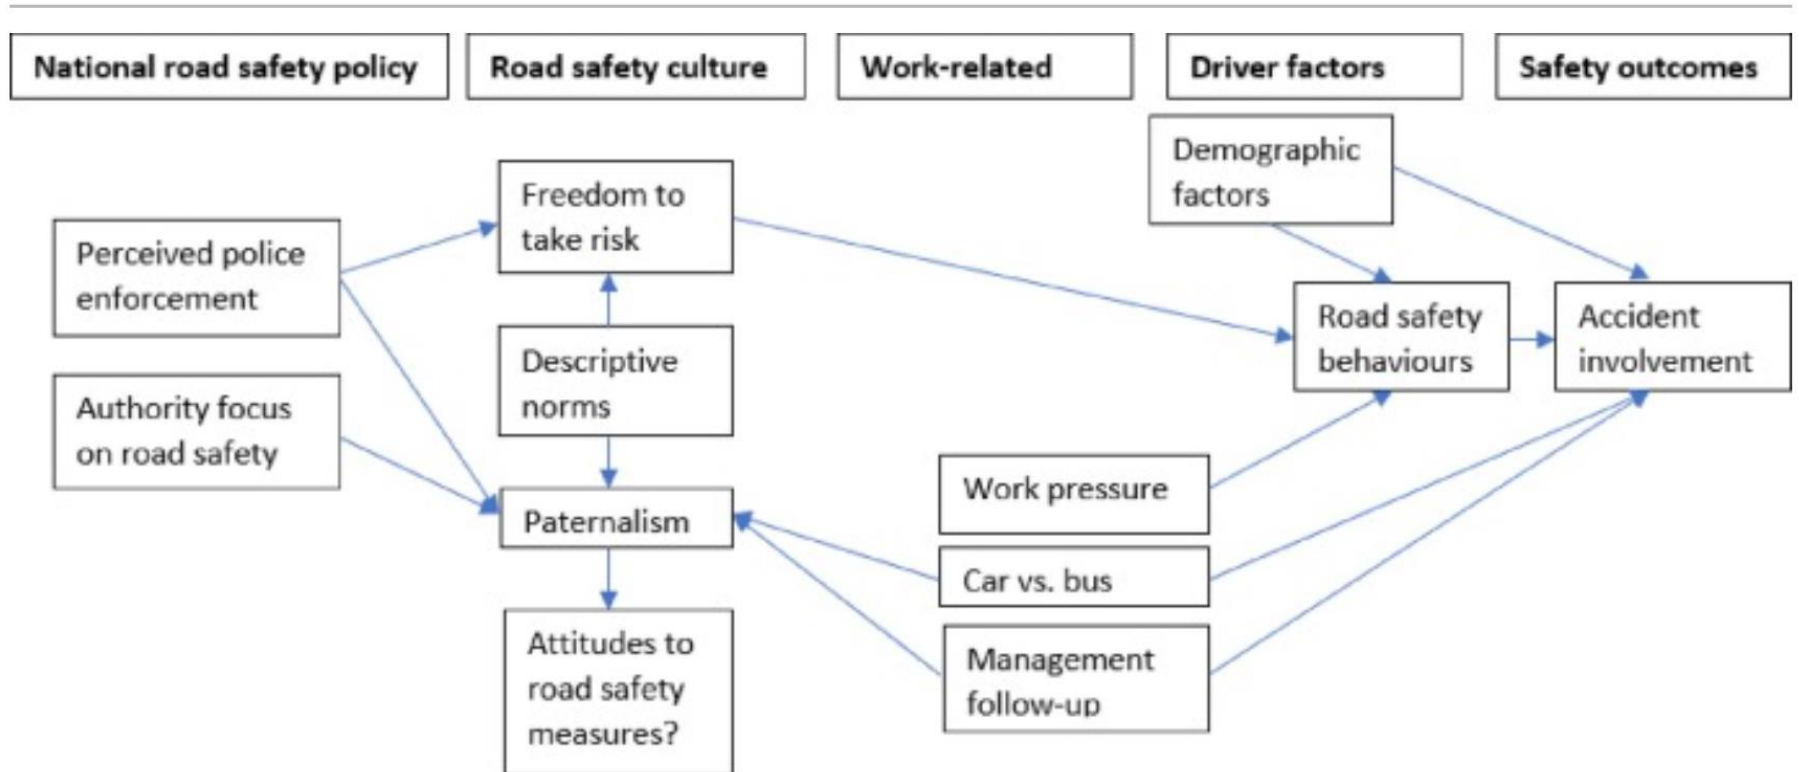 National road safety policy
Road safety culture
Work-related
Driver factors
Safety outcomes
Perceived police
enforcement
Authority focus
on road safety
Freedom to
take risk
Descriptive
norms
Paternalism
Attitudes to
road safety
measures?
Work pressure
Car vs. bus
Management
follow-up
Demographic
factors
Road safety
behaviours
Accident
involvement